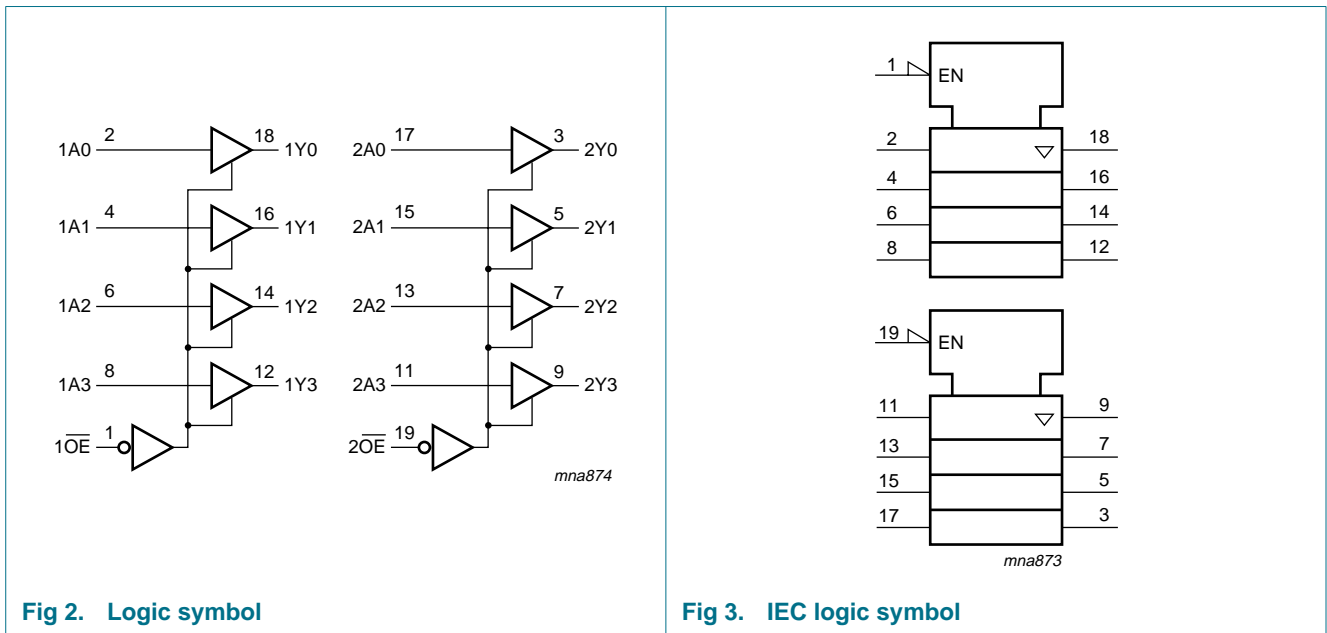 1A0 2 18 1Y0
1A1 4 16 1Y1
1A2 6 14 1Y2
1A3 8 12 1Y3
1O̅E̅ 1
2A0 17 3 2Y0
2A1 15 5 2Y1
2A2 13 7 2Y2
2A3 11 9 2Y3
2O̅E̅ 19
mna874
Fig 2. Logic symbol
1 EN
2 18
4 16
6 14
8 12
19 EN
11 9
13 7
15 5
17 3
mna873
Fig 3. IEC logic symbol